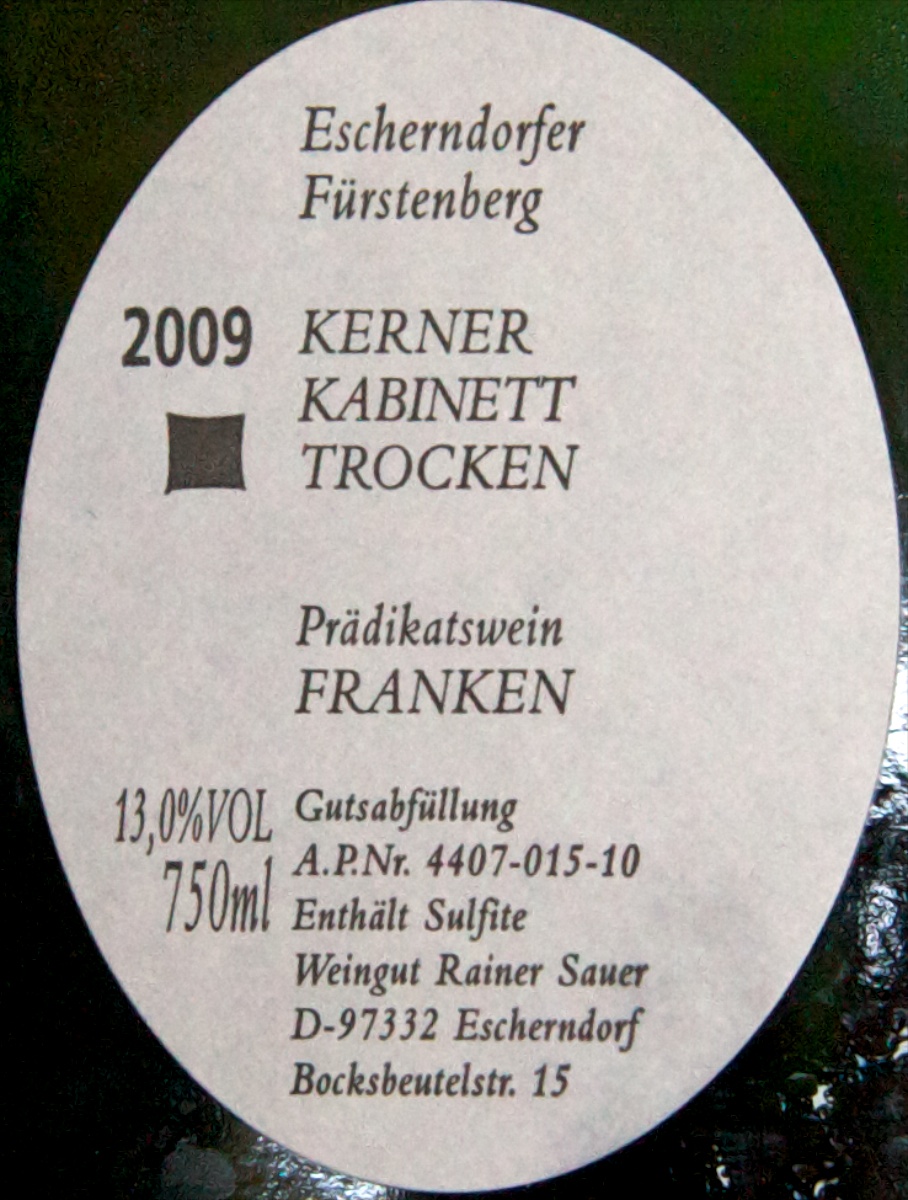 Escherndorfer
Fürstenberg
2009 KERNER
KABINETT
TROCKEN
Prädikatswein
FRANKEN
13,0%VOL Gutsabfüllung
A.P.Nr. 4407-015-10
750ml Enthält Sulfite
Weingut Rainer Sauer
D-97332 Escherndorf
Bocksbeutelstr. 15